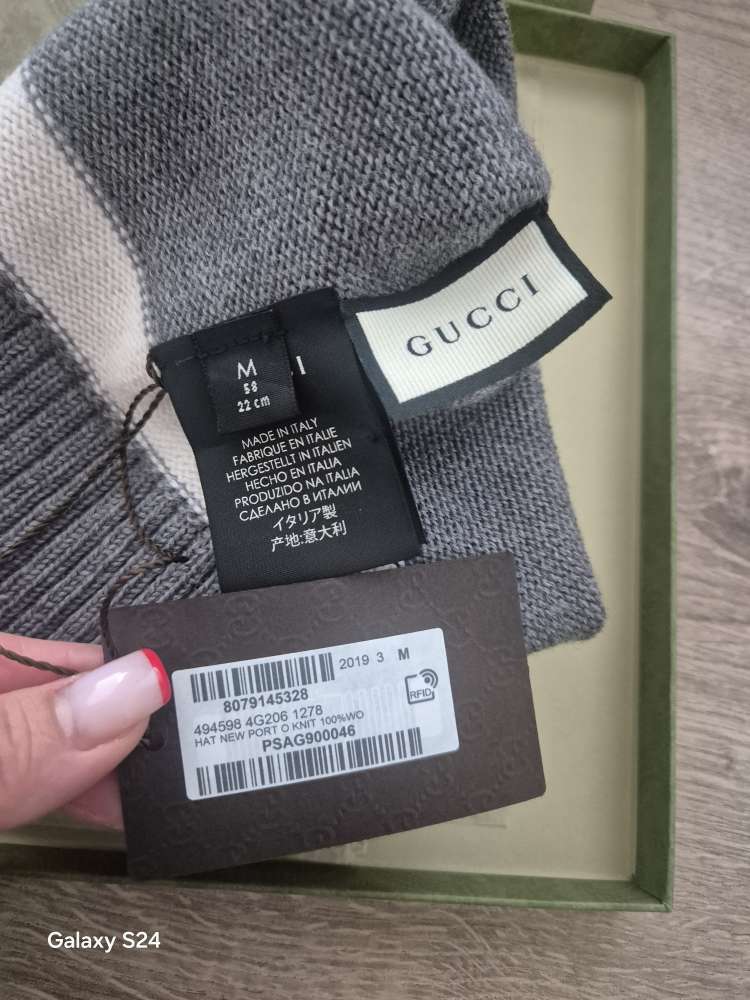 GUCCI
M
58
22 cm
I
MADE IN ITALY
FABRIQUE EN ITALIE
HERGESTELLT IN ITALIEN
HECHO EN ITALIA
PRODUZIDO NA ITALIA
СДЕЛАНО В ИТАЛИИ
イタリア製
产地:意大利
2019 3 M
8079145328
RFID
494598 4G206 1278
HAT NEW PORT O KNIT 100%WO
PSAG900046
Galaxy S24